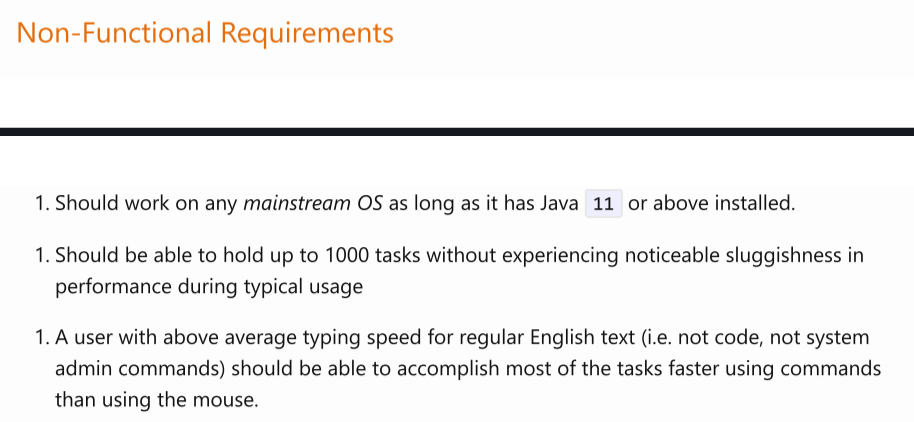 Non-Functional Requirements
1. Should work on any mainstream OS as long as it has Java 11 or above installed.
1. Should be able to hold up to 1000 tasks without experiencing noticeable sluggishness in
performance during typical usage
1. A user with above average typing speed for regular English text (i.e. not code, not system
admin commands) should be able to accomplish most of the tasks faster using commands
than using the mouse.